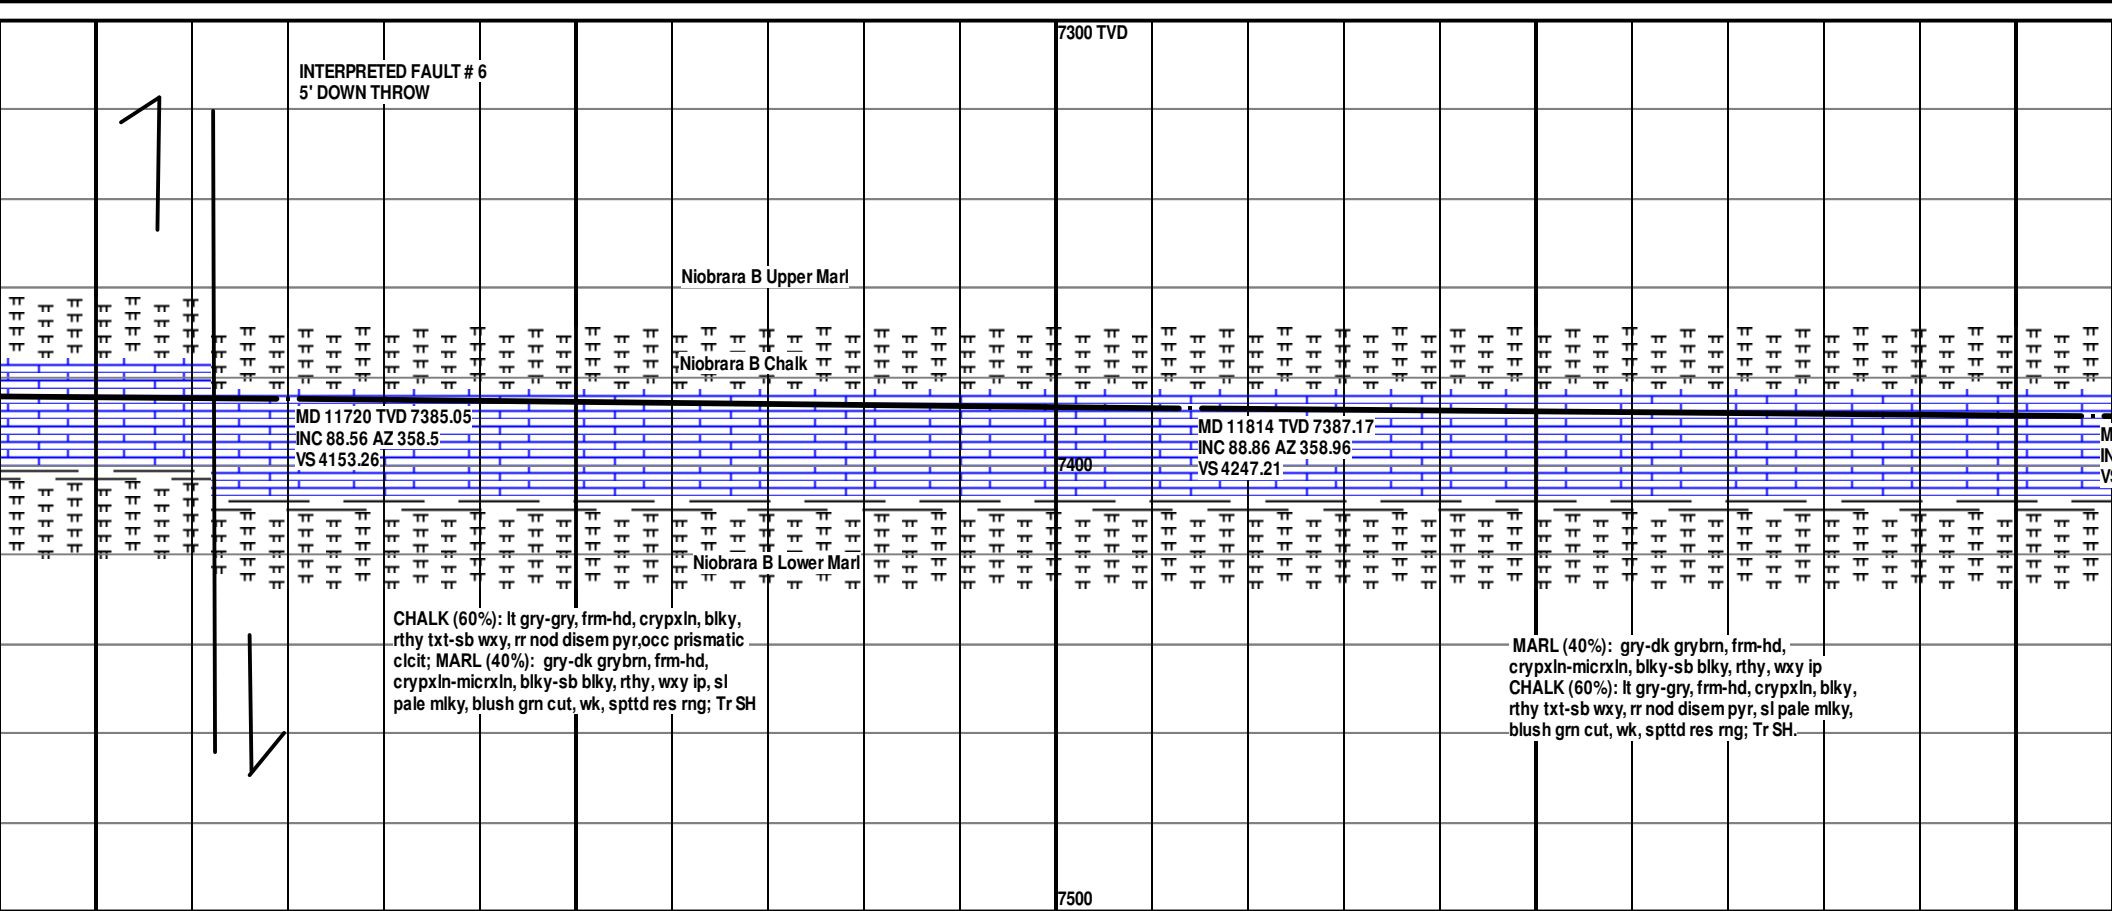 7300 TVD
INTERPRETED FAULT # 6
5' DOWN THROW
Niobrara B Upper Marl
Niobrara B Chalk
MD 11720 TVD 7385.05
INC 88.56 AZ 358.5
VS 4153.26
MD 11814 TVD 7387.17
INC 88.86 AZ 358.96
VS 4247.21
7400
M
IN
VS
Niobrara B Lower Marl
CHALK (60%): lt gry-gry, frm-hd, crypxln, blky,
rthy txt-sb wxy, rr nod disem pyr,occ prismatic
clcit; MARL (40%): gry-dk grybrn, frm-hd,
crypxln-micrxln, blky-sb blky, rthy, wxy ip, sl
pale mlky, blush grn cut, wk, spttd res rng; Tr SH
MARL (40%): gry-dk grybrn, frm-hd,
crypxln-micrxln, blky-sb blky, rthy, wxy ip
CHALK (60%): lt gry-gry, frm-hd, crypxln, blky,
rthy txt-sb wxy, rr nod disem pyr, sl pale mlky,
blush grn cut, wk, spttd res rng; Tr SH.
7500